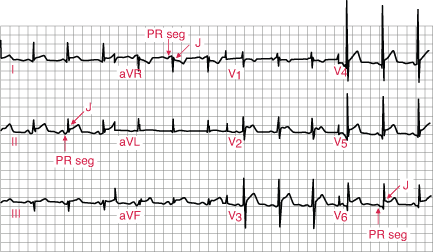 PR seg
J
I
aVR
V1
V4
J
II
aVL
V2
V5
PR seg
J
III
aVF
V3
V6
PR seg